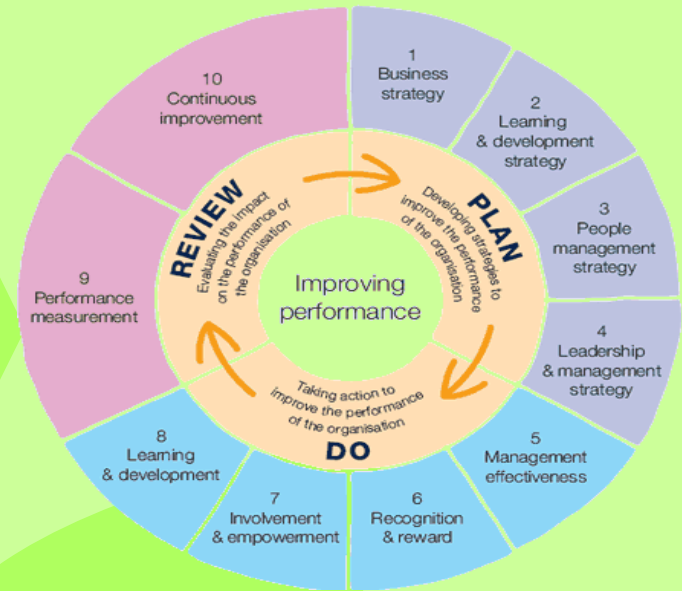 1
Business
strategy
2
Learning
& development
strategy
3
People
management
strategy
4
Leadership
& management
strategy
5
Management
effectiveness
6
Recognition
& reward
7
Involvement
& empowerment
8
Learning
& development
9
Performance
measurement
10
Continuous
improvement
PLAN
Developing strategies to
improve the performance
of the organisation
DO
Taking action to
improve the performance
of the organisation
REVIEW
Evaluating the impact
on the performance of
the organisation
Improving
performance